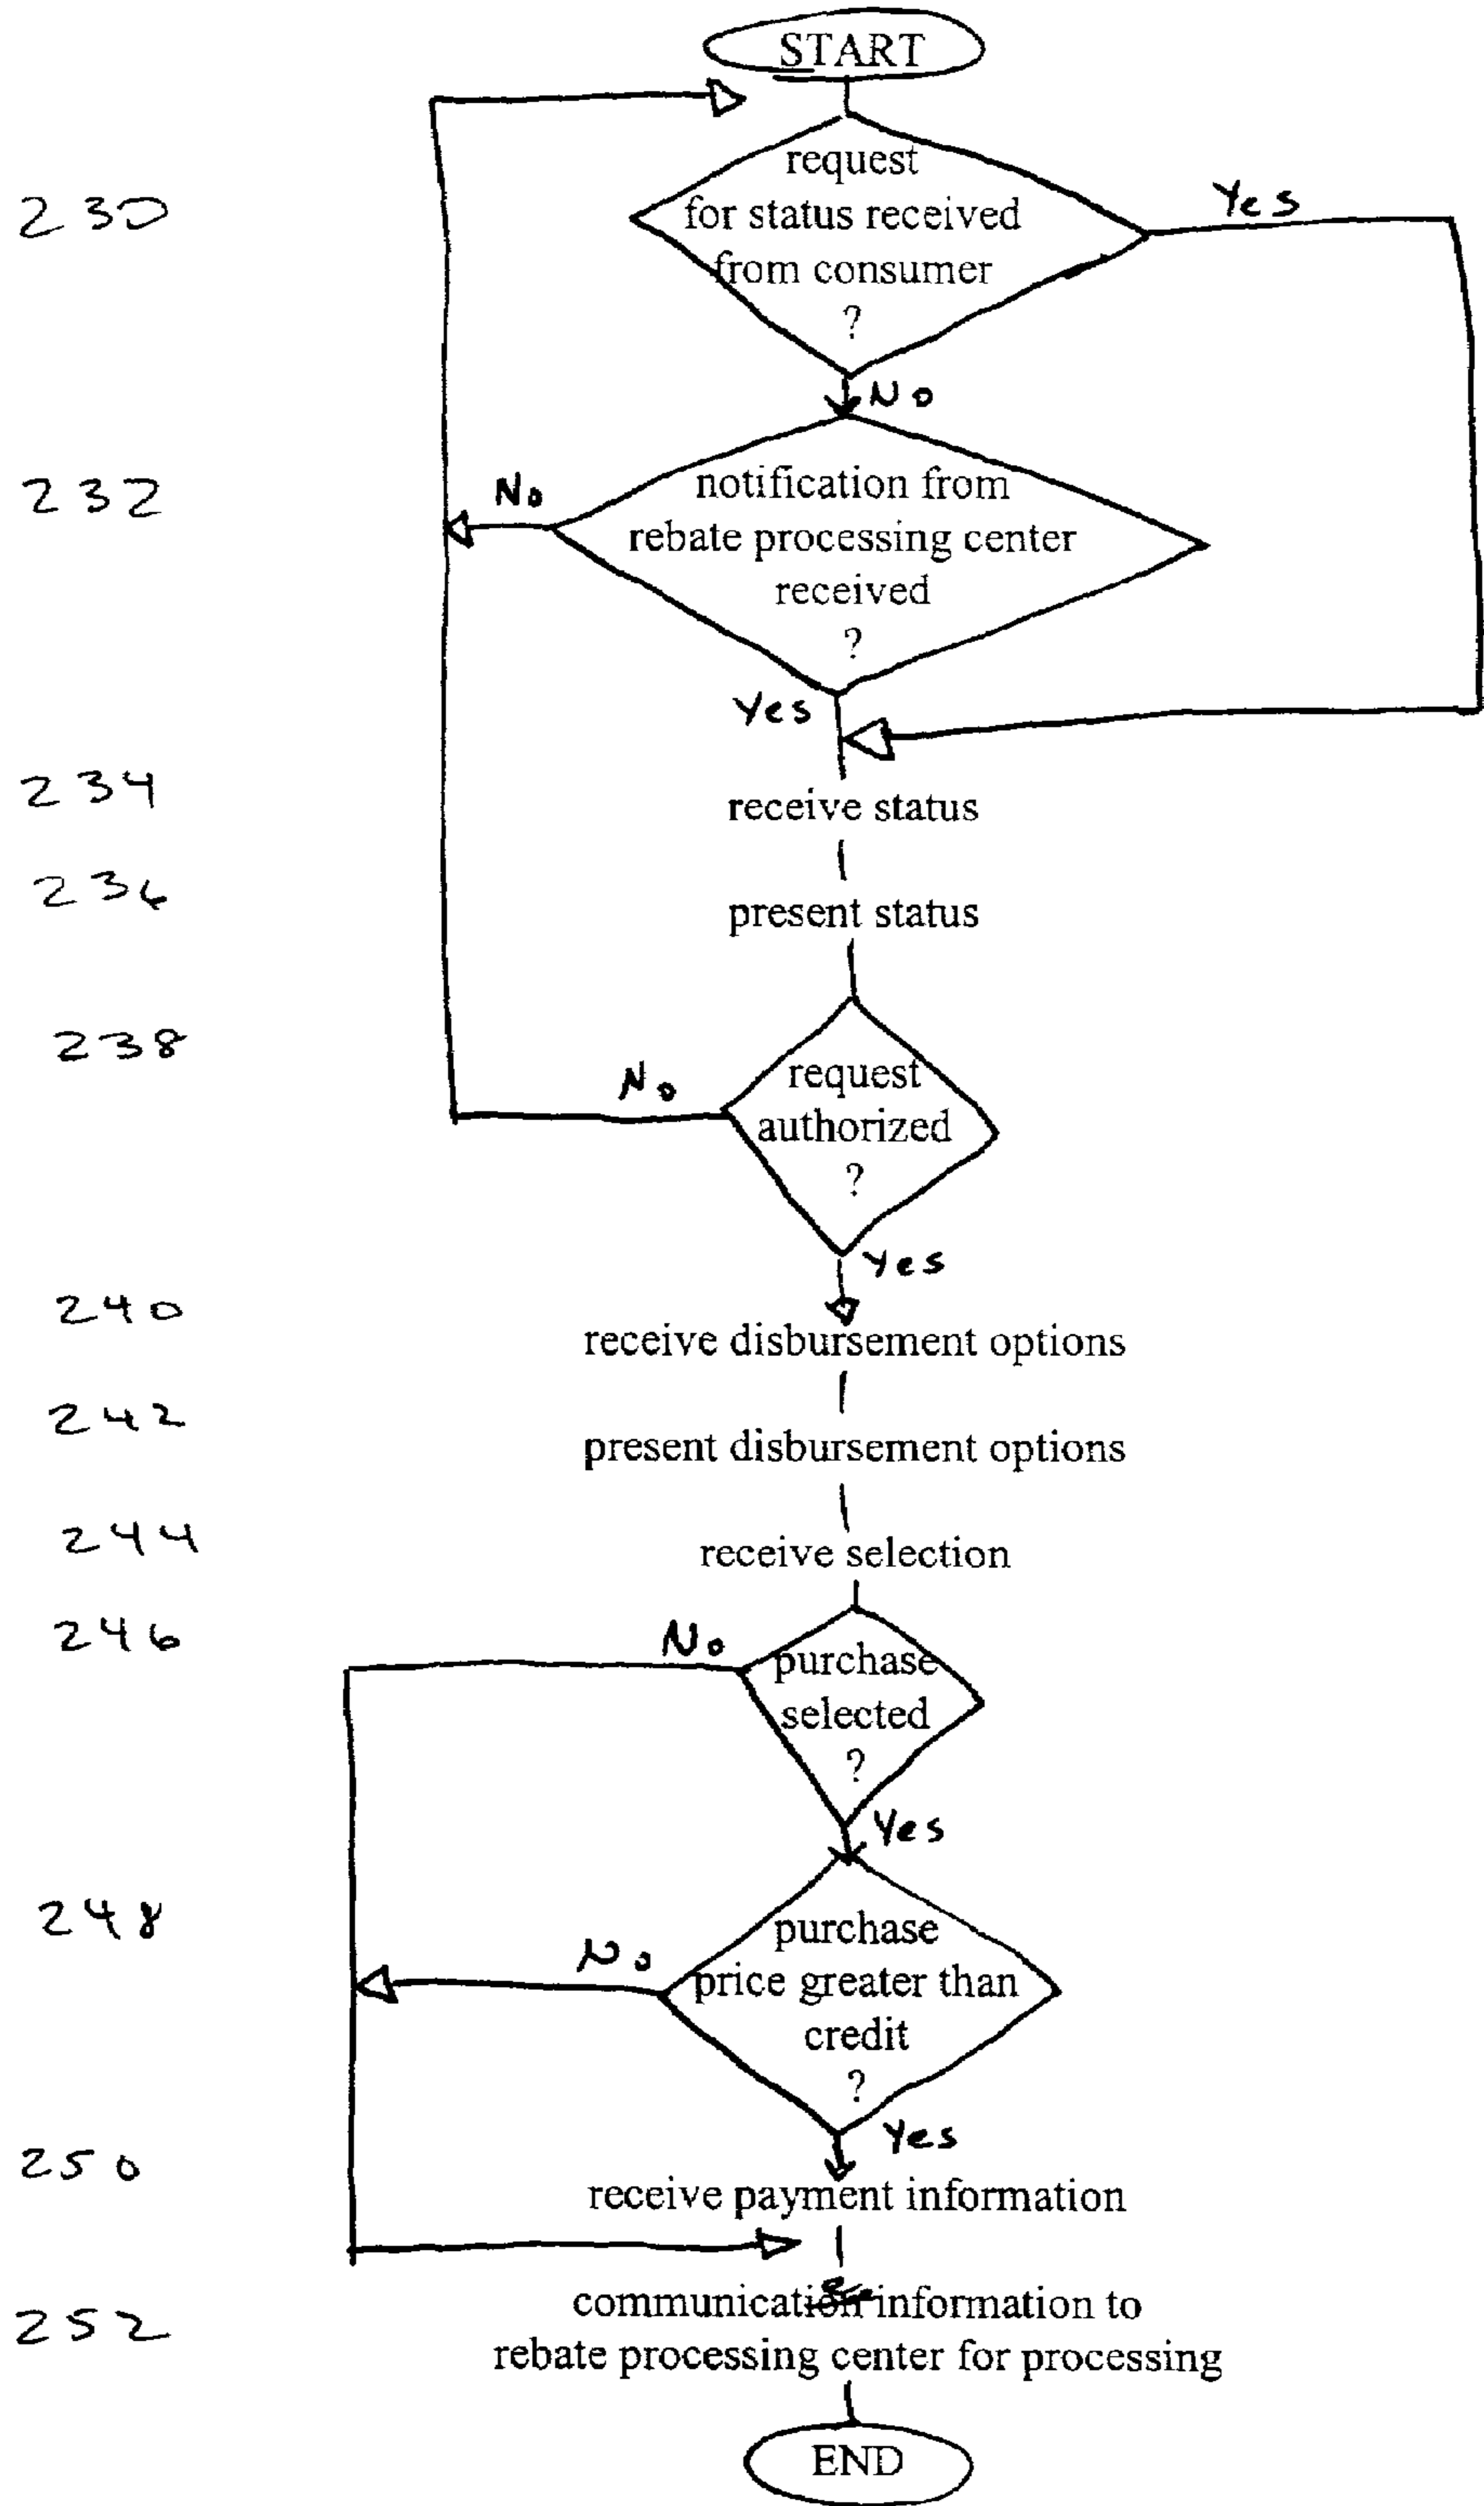 START
230
request
for status received
from consumer
?
Yes
No
232
No
notification from
rebate processing center
received
?
Yes
234
receive status
236
present status
238
No
request
authorized
?
Yes
240
receive disbursement options
242
present disbursement options
244
receive selection
246
No
purchase
selected
?
Yes
248
No
purchase
price greater than
credit
?
Yes
250
receive payment information
252
communicate information to
rebate processing center for processing
END